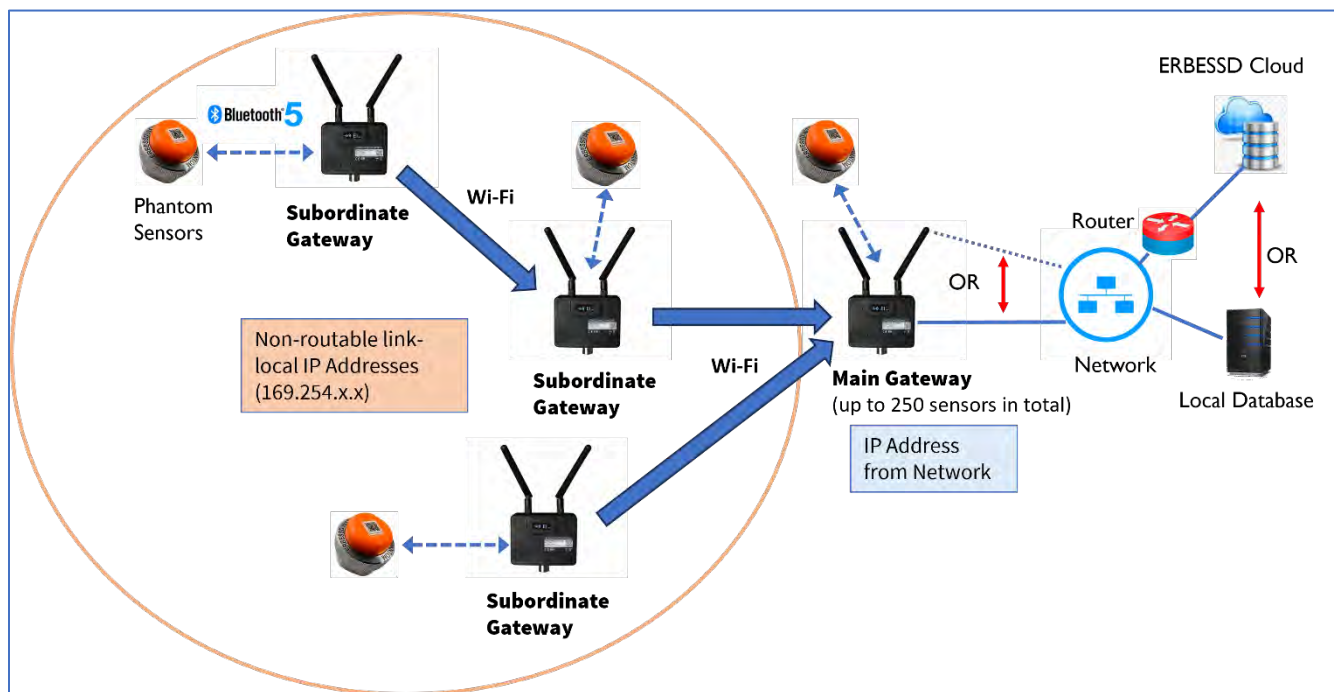 ERBESSD Cloud
Bluetooth 5
Phantom
Sensors
Subordinate
Gateway
Wi-Fi
Router
OR
OR
Non-routable link-
local IP Addresses
(169.254.x.x)
Subordinate
Gateway
Wi-Fi
Main Gateway
(up to 250 sensors in total)
Network
Local Database
IP Address
from Network
Subordinate
Gateway